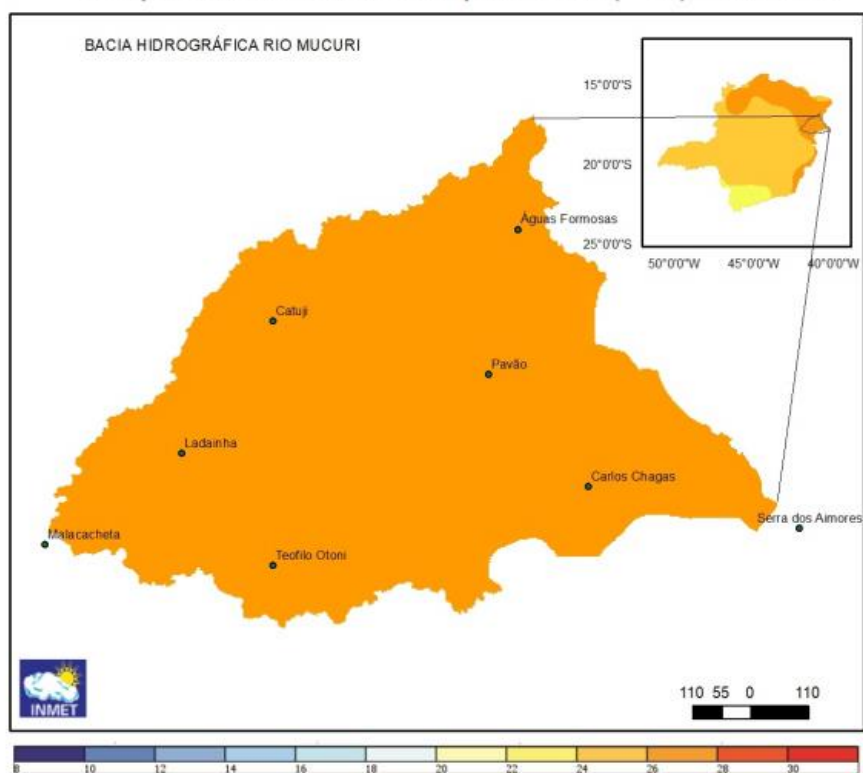 BACIA HIDROGRÁFICA RIO MUCURI
15°0'0"S
20°0'0"S
25°0'0"S
50°0'0"W 45°0'0"W 40°0'0"W
Águas Formosas
Catuji
Pavão
Ladainha
Carlos Chagas
Serra dos Aimores
Malacacheta
Teofilo Otoni
INMET
110 55 0 110
8 10 12 14 16 18 20 22 24 26 28 30